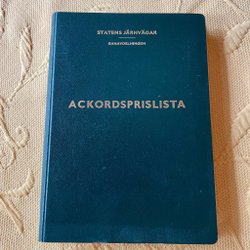 STATENS JÄRNVÄGAR
BANAVDELNINGEN
ACKORDSPRISLISTA